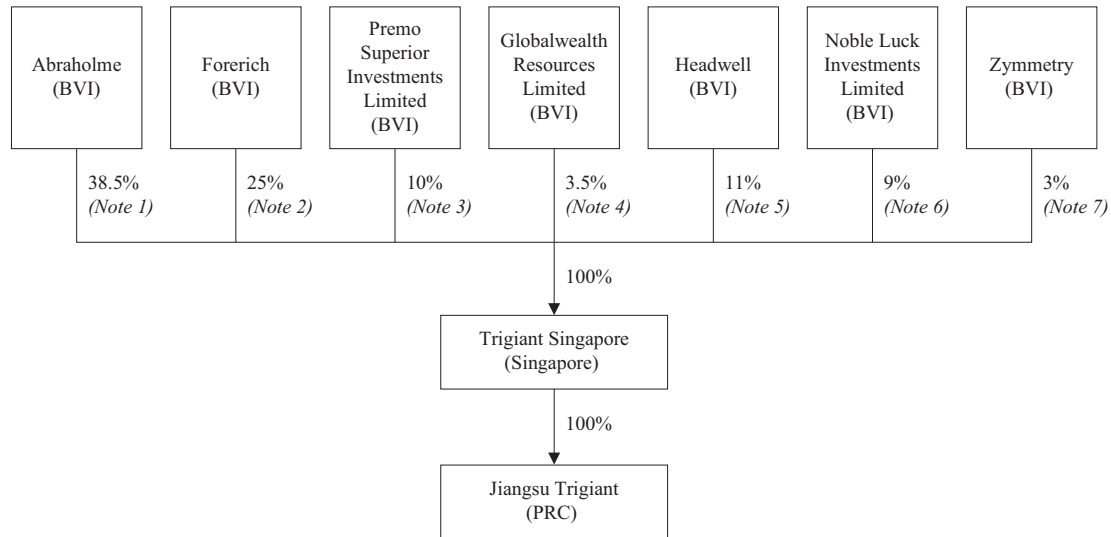 Abraholme
(BVI)
Forerich
(BVI)
Premo
Superior
Investments
Limited
(BVI)
Globalwealth
Resources
Limited
(BVI)
Headwell
(BVI)
Noble Luck
Investments
Limited
(BVI)
Zymmetry
(BVI)
38.5%
(Note 1)
25%
(Note 2)
10%
(Note 3)
3.5%
(Note 4)
11%
(Note 5)
9%
(Note 6)
3%
(Note 7)
100%
Trigiant Singapore
(Singapore)
100%
Jiangsu Trigiant
(PRC)